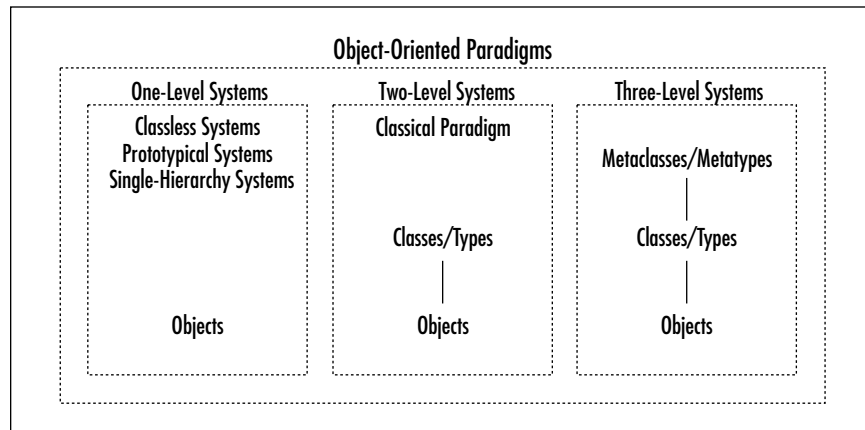 Object-Oriented Paradigms
One-Level Systems
Classless Systems
Prototypical Systems
Single-Hierarchy Systems
Objects
Two-Level Systems
Classical Paradigm
Classes/Types
Objects
Three-Level Systems
Metaclasses/Metatypes
Classes/Types
Objects